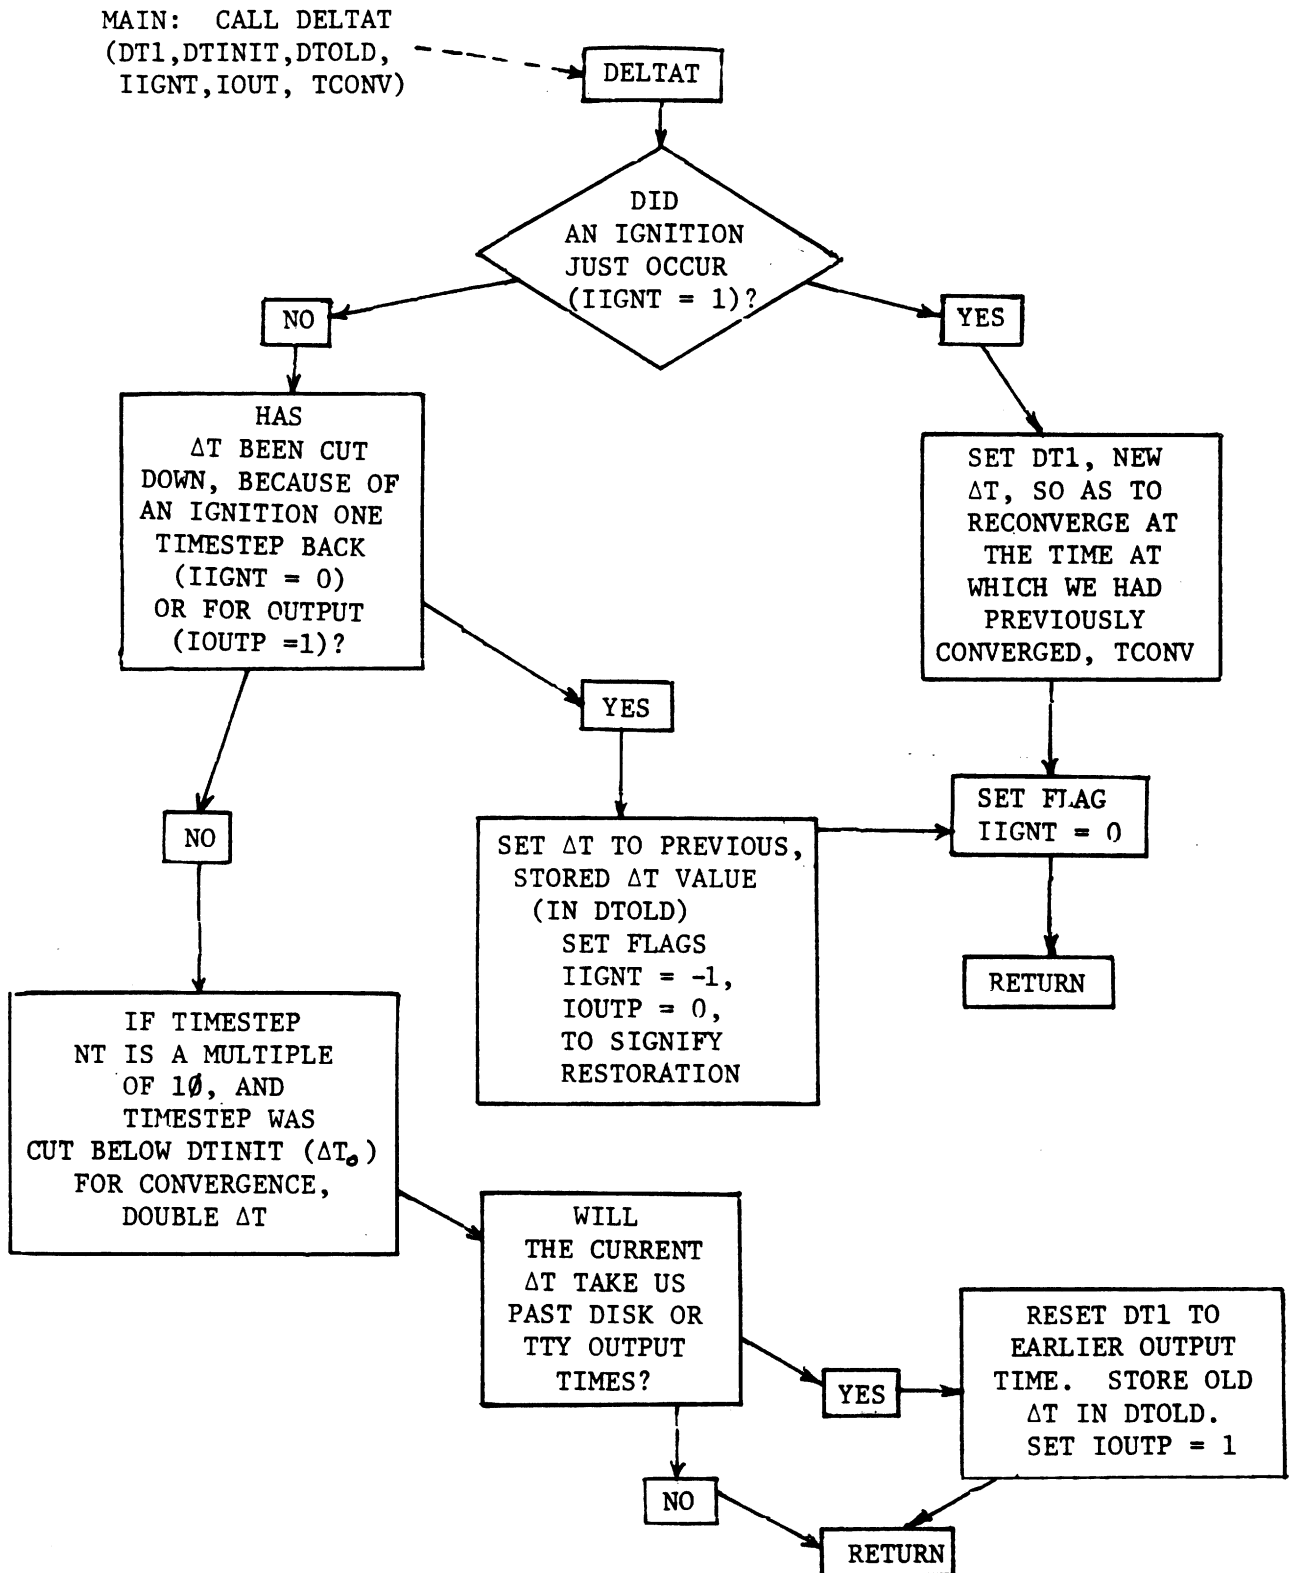 MAIN: CALL DELTAT
(DT1,DTINIT,DTOLD,
IIGNT,IOUT, TCONV)
DELTAT
DID
AN IGNITION
JUST OCCUR
(IIGNT = 1)?
NO
YES
HAS
ΔT BEEN CUT
DOWN, BECAUSE OF
AN IGNITION ONE
TIMESTEP BACK
(IIGNT = 0)
OR FOR OUTPUT
(IOUTP =1)?
SET DT1, NEW
ΔT, SO AS TO
RECONVERGE AT
THE TIME AT
WHICH WE HAD
PREVIOUSLY
CONVERGED, TCONV
YES
SET FLAG
IIGNT = 0
NO
SET ΔT TO PREVIOUS,
STORED ΔT VALUE
(IN DTOLD)
SET FLAGS
IIGNT = -1,
IOUTP = 0,
TO SIGNIFY
RESTORATION
RETURN
IF TIMESTEP
NT IS A MULTIPLE
OF 1Ø, AND
TIMESTEP WAS
CUT BELOW DTINIT (ΔT₀)
FOR CONVERGENCE,
DOUBLE ΔT
WILL
THE CURRENT
ΔT TAKE US
PAST DISK OR
TTY OUTPUT
TIMES?
YES
RESET DT1 TO
EARLIER OUTPUT
TIME. STORE OLD
ΔT IN DTOLD.
SET IOUTP = 1
NO
RETURN